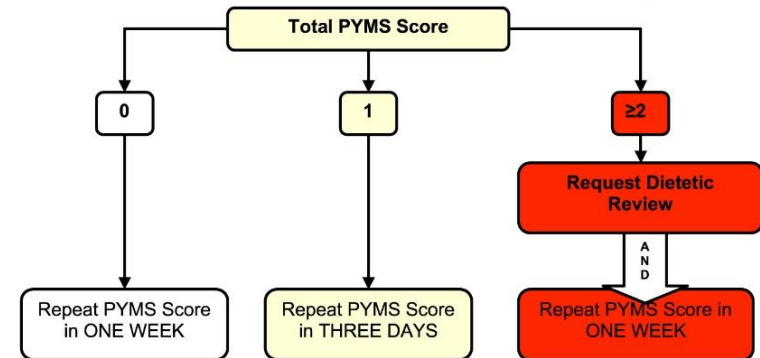 Total PYMS Score
0
1
≥2
Request Dietetic
Review
A
N
D
Repeat PYMS Score
in ONE WEEK
Repeat PYMS Score
in THREE DAYS
Repeat PYMS Score in
ONE WEEK